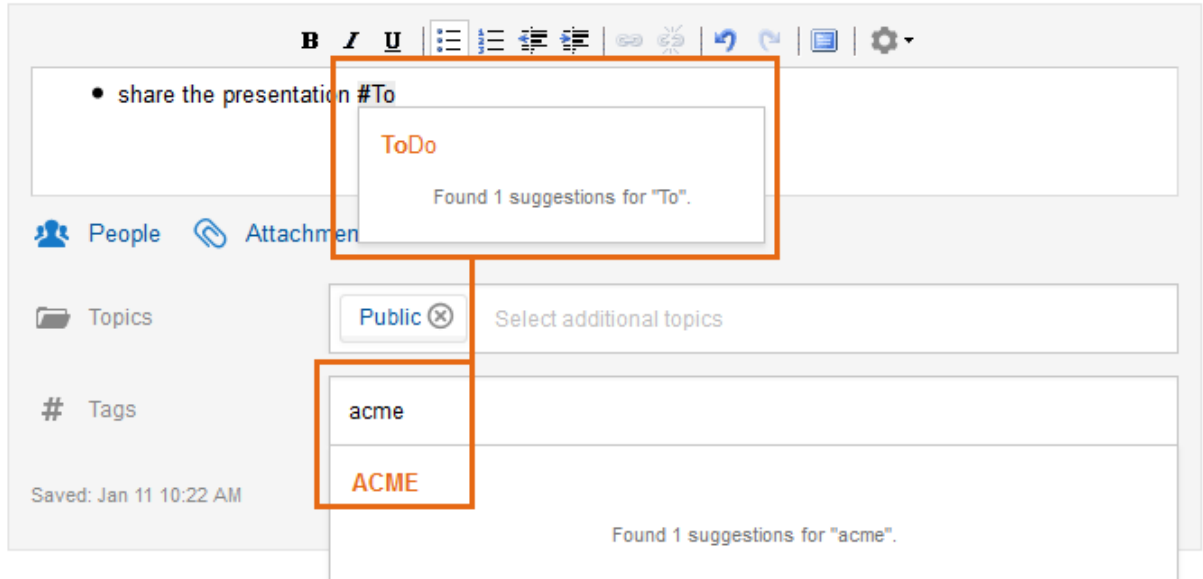 B I U
• share the presentation #To
ToDo
Found 1 suggestions for "To".
People Attachmen
Topics Public Select additional topics
# Tags acme
ACME
Saved: Jan 11 10:22 AM
Found 1 suggestions for "acme".